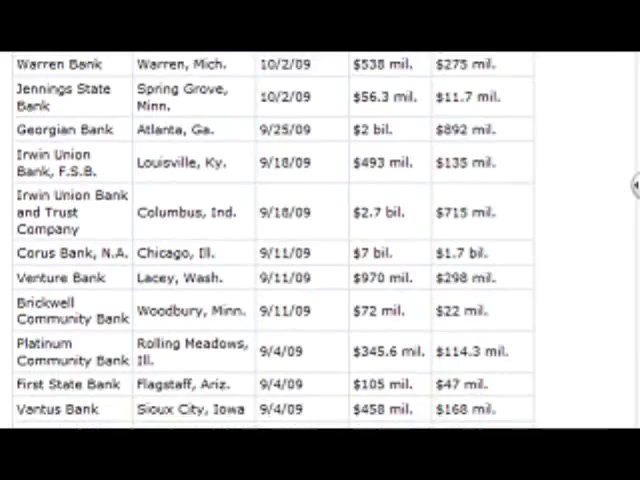 Warren Bank Warren, Mich. 10/2/09 $538 mil. $275 mil.
Jennings State Bank Spring Grove, Minn. 10/2/09 $56.3 mil. $11.7 mil.
Georgian Bank Atlanta, Ga. 9/25/09 $2 bil. $892 mil.
Irwin Union Bank, F.S.B. Louisville, Ky. 9/18/09 $493 mil. $135 mil.
Irwin Union Bank and Trust Company Columbus, Ind. 9/18/09 $2.7 bil. $715 mil.
Corus Bank, N.A. Chicago, Ill. 9/11/09 $7 bil. $1.7 bil.
Venture Bank Lacey, Wash. 9/11/09 $970 mil. $298 mil.
Brickwell Community Bank Woodbury, Minn. 9/11/09 $72 mil. $22 mil.
Platinum Community Bank Rolling Meadows, Ill. 9/4/09 $345.6 mil. $114.3 mil.
First State Bank Flagstaff, Ariz. 9/4/09 $105 mil. $47 mil.
Vantus Bank Sioux City, Iowa 9/4/09 $458 mil. $168 mil.